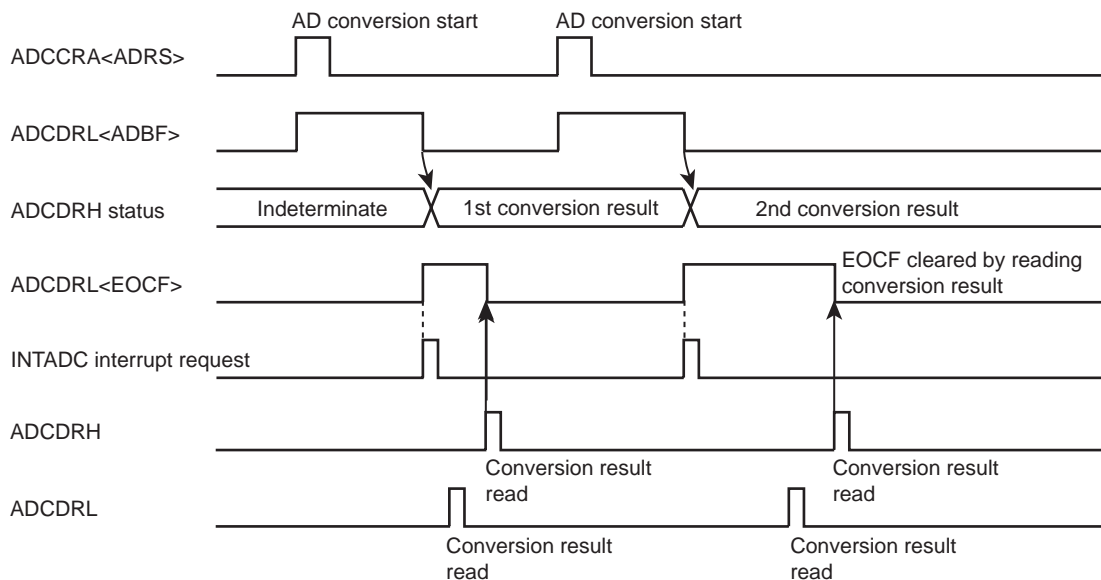 AD conversion start
AD conversion start
ADCCRA<ADRS>
ADCDRL<ADBF>
ADCDRH status
Indeterminate
1st conversion result
2nd conversion result
ADCDRL<EOCF>
EOCF cleared by reading
conversion result
INTADC interrupt request
ADCDRH
Conversion result
read
Conversion result
read
ADCDRL
Conversion result
read
Conversion result
read